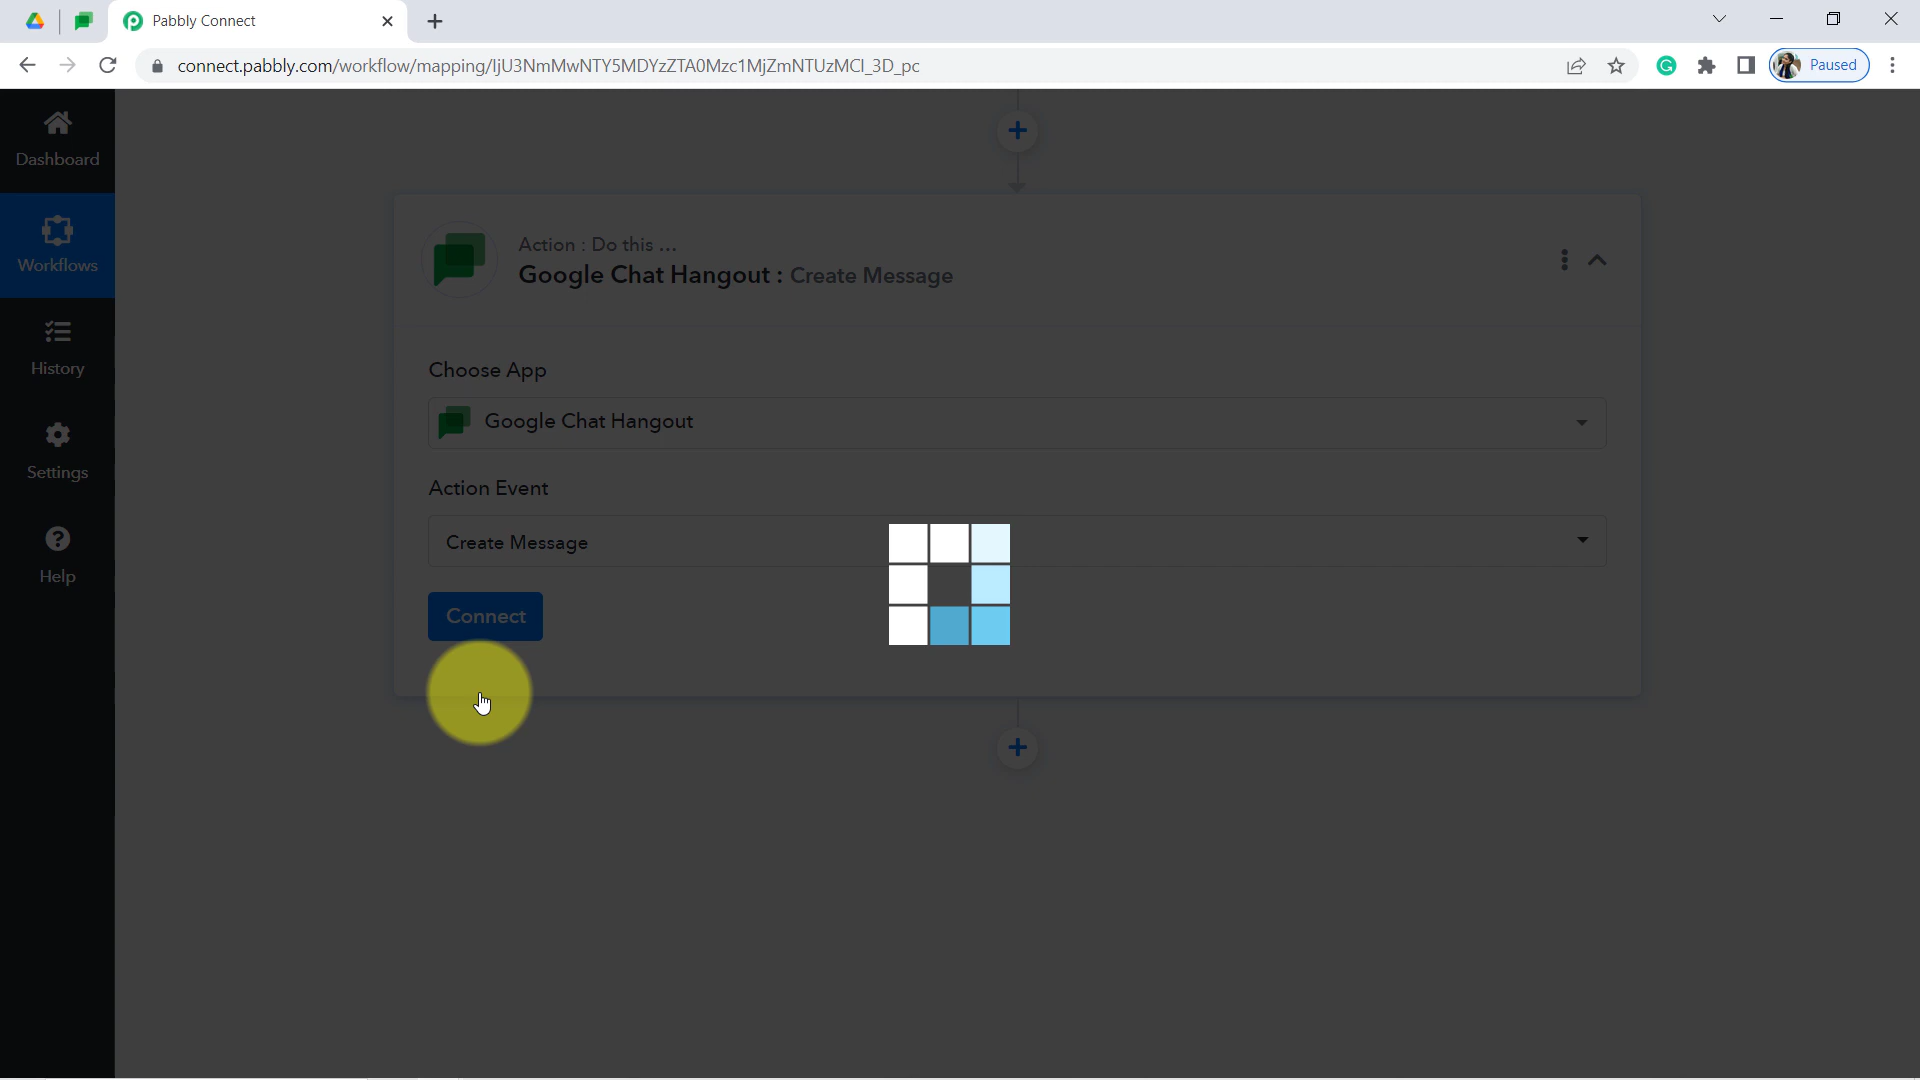 Pabbly Connect
connect.pabbly.com/workflow/mapping/IjU3NmMwNTY5MDYzZTA0Mzc1MjZmNTUzMCI_3D_pc
Paused
Dashboard
Workflows
History
Settings
Help
Action : Do this ...
Google Chat Hangout : Create Message
Choose App
Google Chat Hangout
Action Event
Create Message
Connect